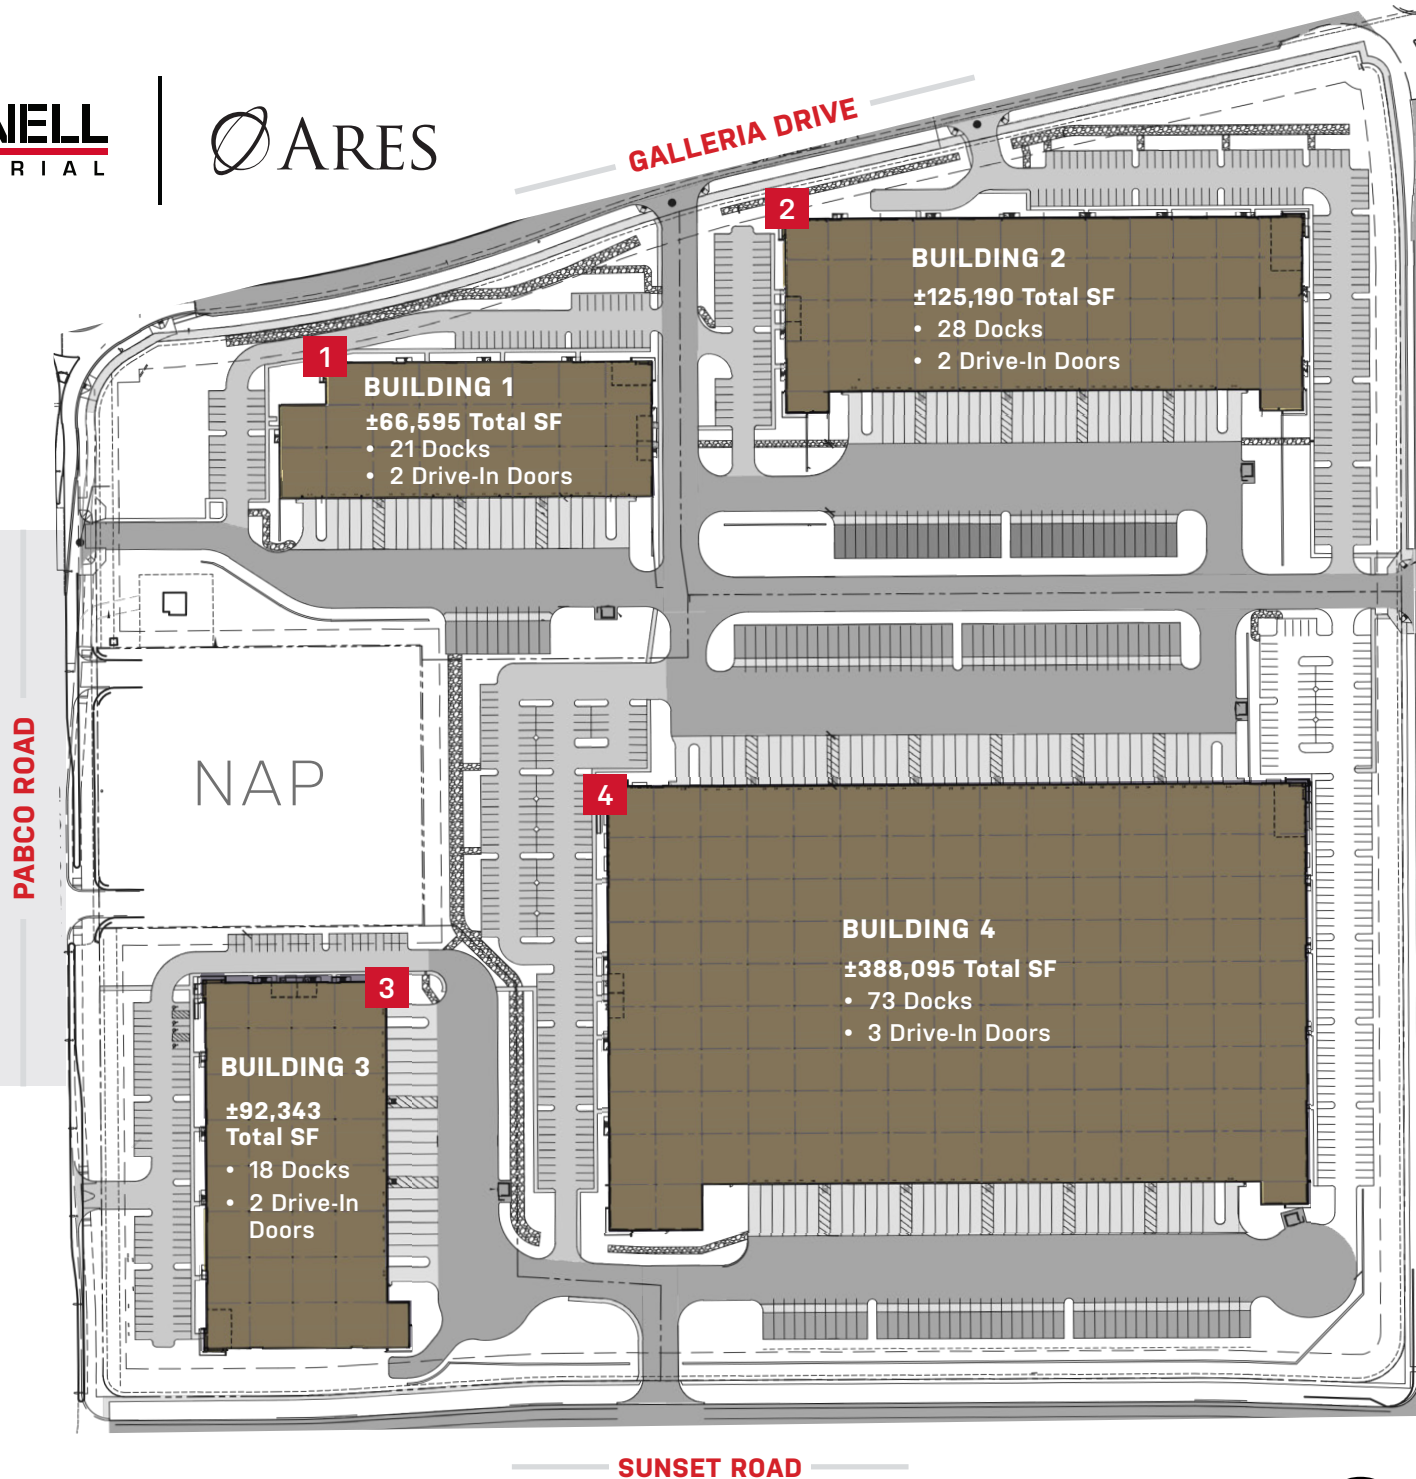 ARES
GALLERIA DRIVE
2
BUILDING 2
±125,190 Total SF
• 28 Docks
• 2 Drive-In Doors
1
BUILDING 1
±66,595 Total SF
• 21 Docks
• 2 Drive-In Doors
PABCO ROAD
NAP
4
BUILDING 4
±388,095 Total SF
• 73 Docks
• 3 Drive-In Doors
3
BUILDING 3
±92,343
Total SF
• 18 Docks
• 2 Drive-In
Doors
SUNSET ROAD